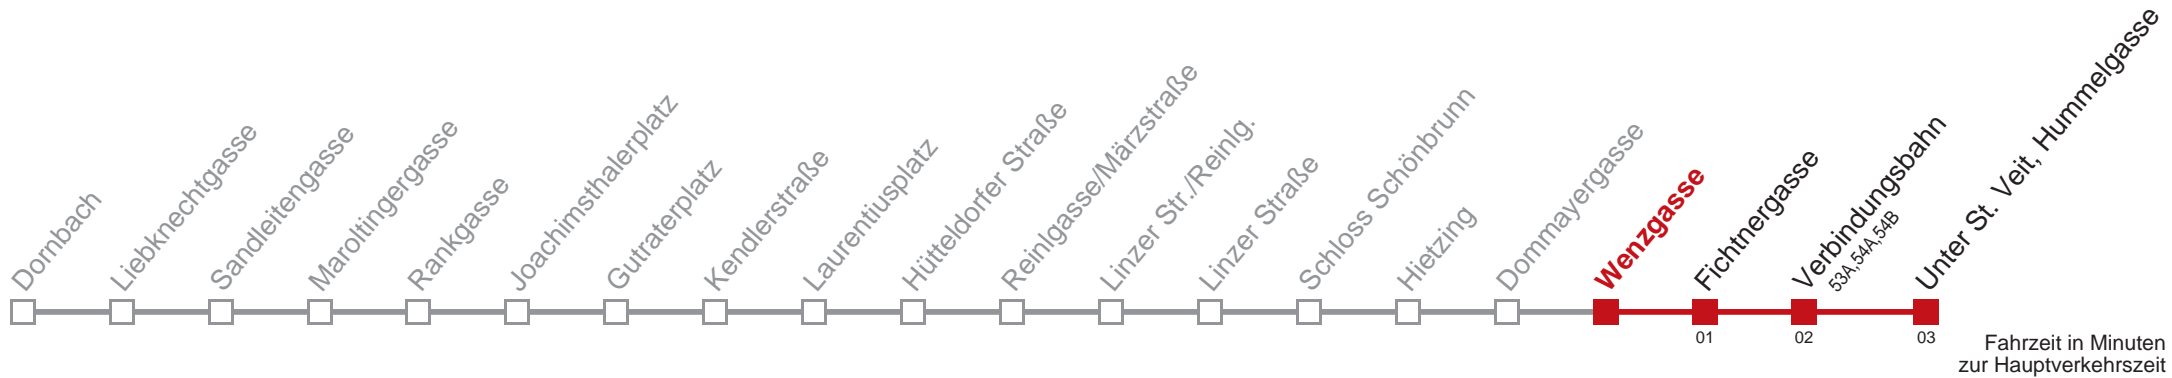 Dornbach
Liebknechtgasse
Sandleitengasse
Maroltingergasse
Rankgasse
Joachimsthalerplatz
Gutraterplatz
Kendlerstraße
Laurentiusplatz
Hütteldorfer Straße
Reinlgasse/Märzstraße
Linzer Str./Reinlg.
Linzer Straße
Schloss Schönbrunn
Hietzing
Dommayergasse
Wenzgasse
Fichtnergasse
Verbindungsbahn
53A,54A,54B
Unter St. Veit, Hummelgasse
01
02
03
Fahrzeit in Minuten
zur Hauptverkehrszeit